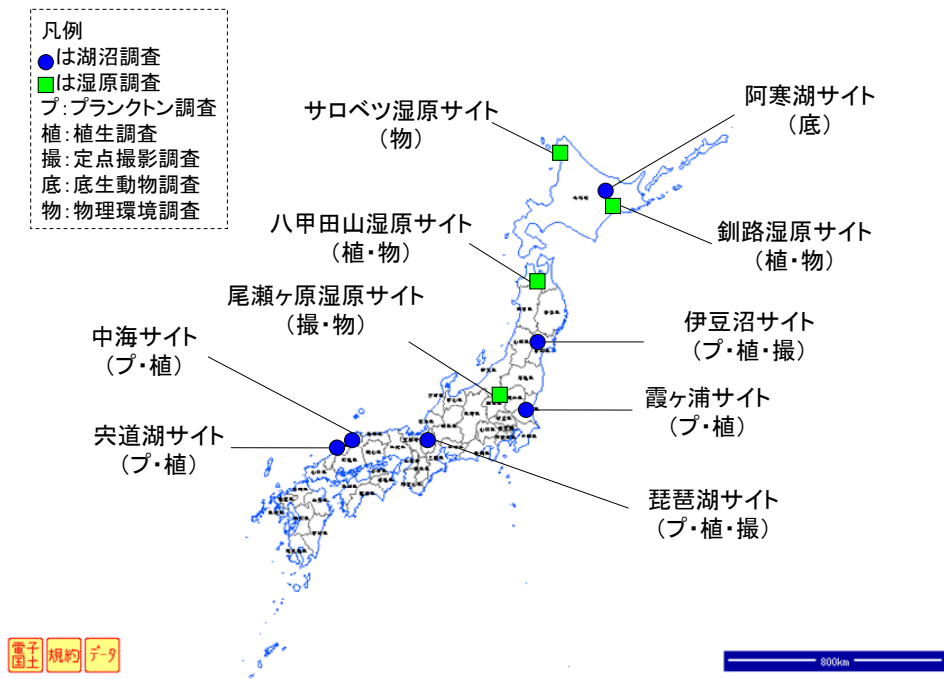 凡例
は湖沼調査
は湿原調査
プ:プランクトン調査
植:植生調査
撮:定点撮影調査
底:底生動物調査
物:物理環境調査
サロベツ湿原サイト
(物)
阿寒湖サイト
(底)
釧路湿原サイト
(植・物)
八甲田山湿原サイト
(植・物)
尾瀬ヶ原湿原サイト
(撮・物)
伊豆沼サイト
(プ・植・撮)
中海サイト
(プ・植)
霞ヶ浦サイト
(プ・植)
宍道湖サイト
(プ・植)
琵琶湖サイト
(プ・植・撮)
電子
国土
規約
データ
800km